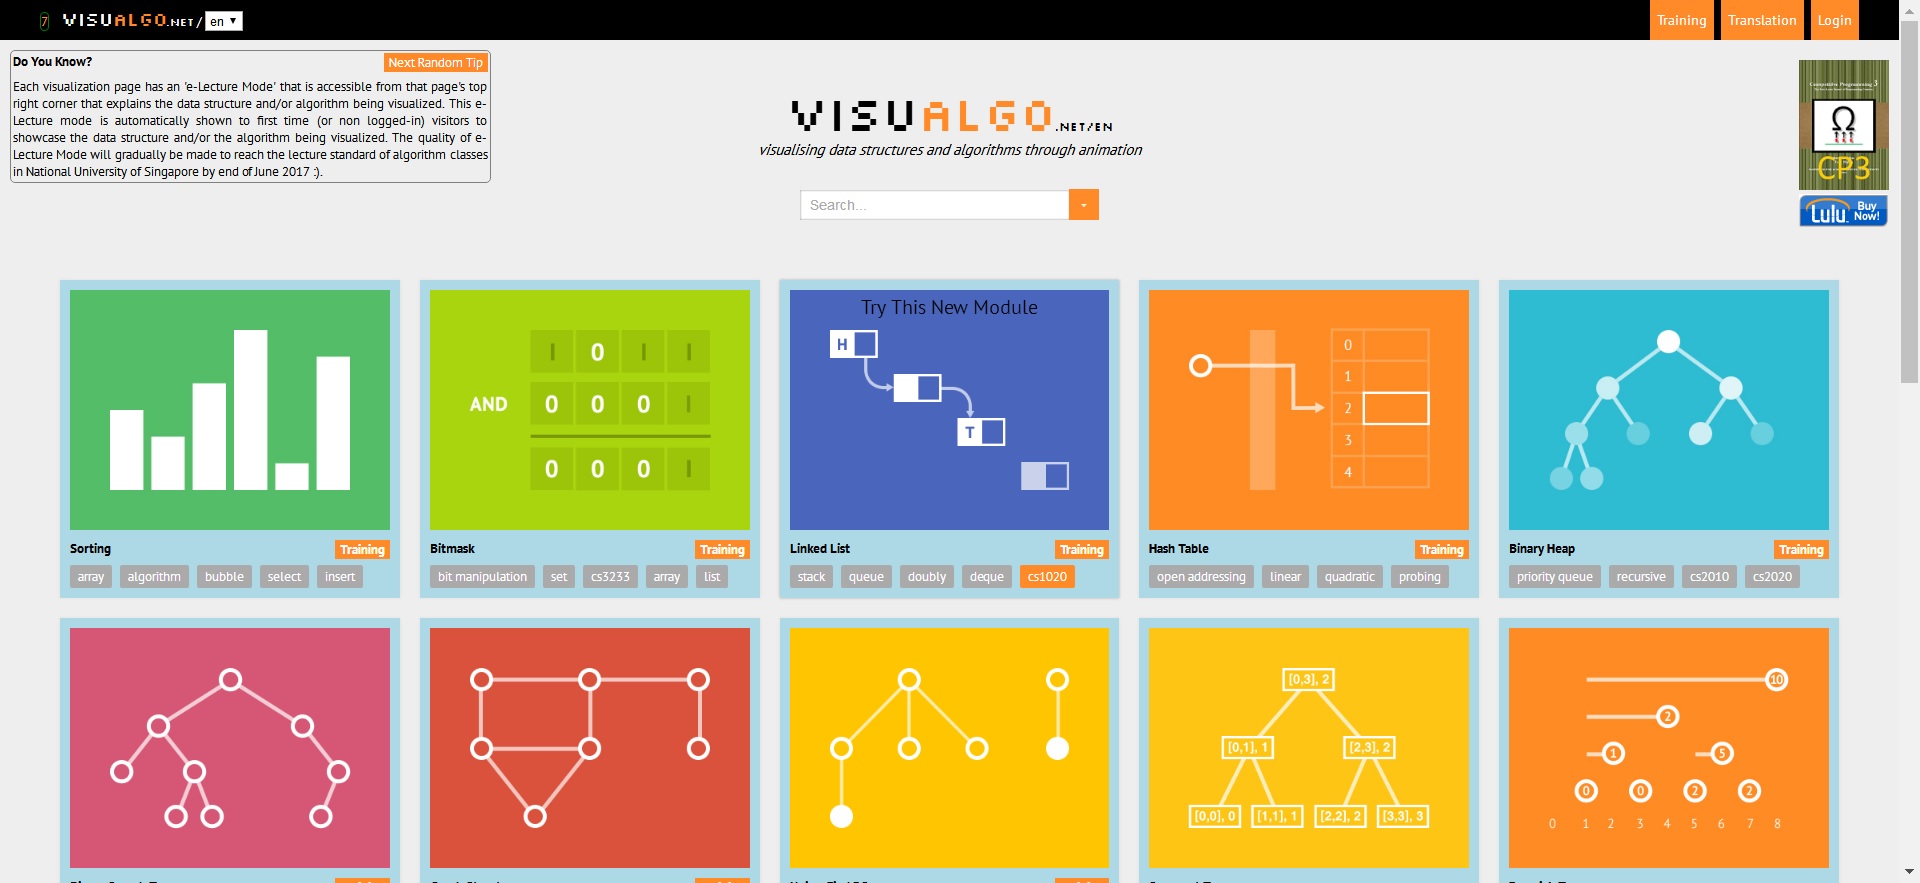 7 VISUALGO.NET/ en
Training Translation Login
Do You Know? Next Random Tip
Each visualization page has an 'e-Lecture Mode' that is accessible from that page's top
right corner that explains the data structure and/or algorithm being visualized. This e-
Lecture mode is automatically shown to first time (or non logged-in) visitors to
showcase the data structure and/or the algorithm being visualized. The quality of e-
Lecture Mode will gradually be made to reach the lecture standard of algorithm classes
in National University of Singapore by end of June 2017 :).
VISUALGO.NET/EN
visualising data structures and algorithms through animation
Search...
Competitive Programming 3
CP3
Lulu Buy
Now!
1 0 1 1
AND 0 0 0 1
0 0 0 1
Try This New Module
H
T
0
1
2
3
4
Sorting Training
array algorithm bubble select insert
Bitmask Training
bit manipulation set cs3233 array list
Linked List Training
stack queue doubly deque cs1020
Hash Table Training
open addressing linear quadratic probing
Binary Heap Training
priority queue recursive cs2010 cs2020
[0,3], 2
[0,1], 1 [2,3], 2
[0,0], 0 [1,1], 1 [2,2], 2 [3,3], 3
10
2
1 5
0 0 2 2
0 1 2 3 4 5 6 7 8